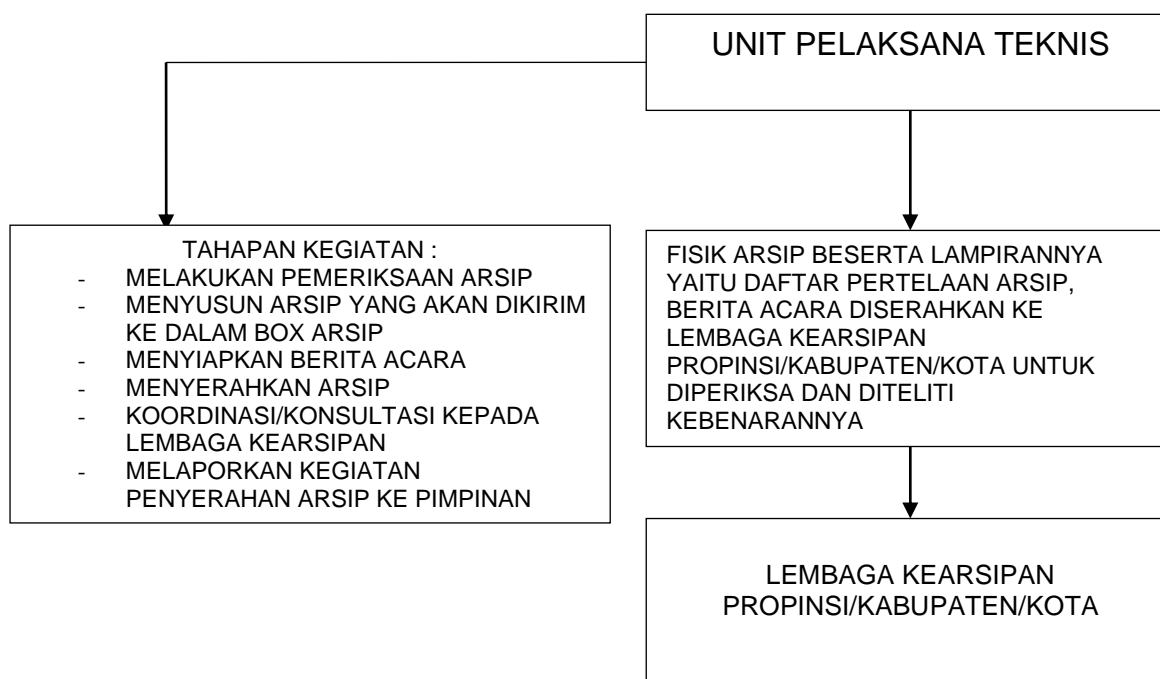 UNIT PELAKSANA TEKNIS
TAHAPAN KEGIATAN :
- MELAKUKAN PEMERIKSAAN ARSIP
- MENYUSUN ARSIP YANG AKAN DIKIRIM
KE DALAM BOX ARSIP
- MENYIAPKAN BERITA ACARA
- MENYERAHKAN ARSIP
- KOORDINASI/KONSULTASI KEPADA
LEMBAGA KEARSIPAN
- MELAPORKAN KEGIATAN
PENYERAHAN ARSIP KE PIMPINAN
FISIK ARSIP BESERTA LAMPIRANNYA
YAITU DAFTAR PERTELAAN ARSIP,
BERITA ACARA DISERAHKAN KE
LEMBAGA KEARSIPAN
PROPINSI/KABUPATEN/KOTA UNTUK
DIPERIKSA DAN DITELITI
KEBENARANNYA
LEMBAGA KEARSIPAN
PROPINSI/KABUPATEN/KOTA